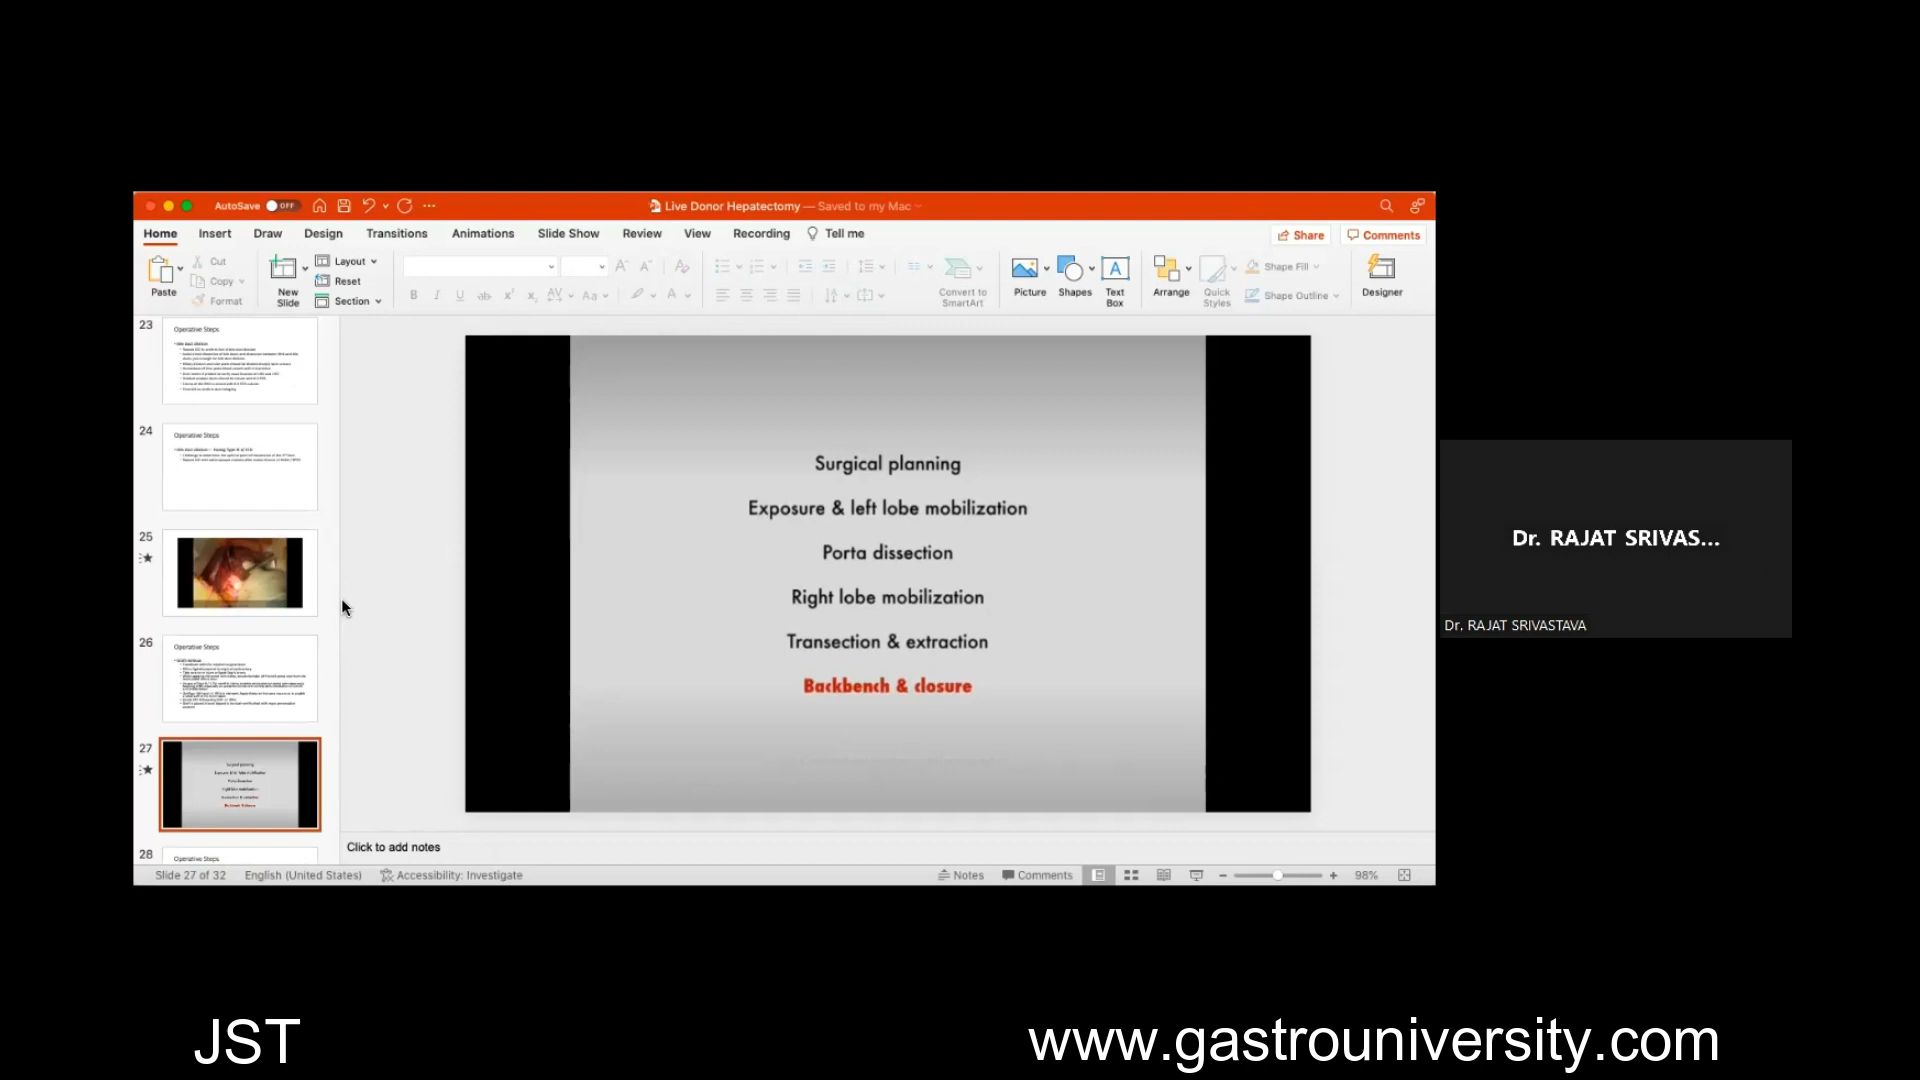 AutoSave OFF
Live Donor Hepatectomy — Saved to my Mac
Home Insert Draw Design Transitions Animations Slide Show Review View Recording Tell me
Share Comments
Paste
Cut
Copy
Format
New Slide
Layout
Reset
Section
Convert to SmartArt
Picture
Shapes
Text Box
Arrange
Quick Styles
Shape Fill
Shape Outline
Designer
23
Operative Steps
24
Operative Steps
25
26
Operative Steps
27
28
Operative Steps
Surgical planning
Exposure & left lobe mobilization
Porta dissection
Right lobe mobilization
Transection & extraction
Backbench & closure
Click to add notes
Slide 27 of 32 English (United States) Accessibility: Investigate
Notes Comments 98%
Dr. RAJAT SRIVAS...
Dr. RAJAT SRIVASTAVA
JST
www.gastrouniversity.com